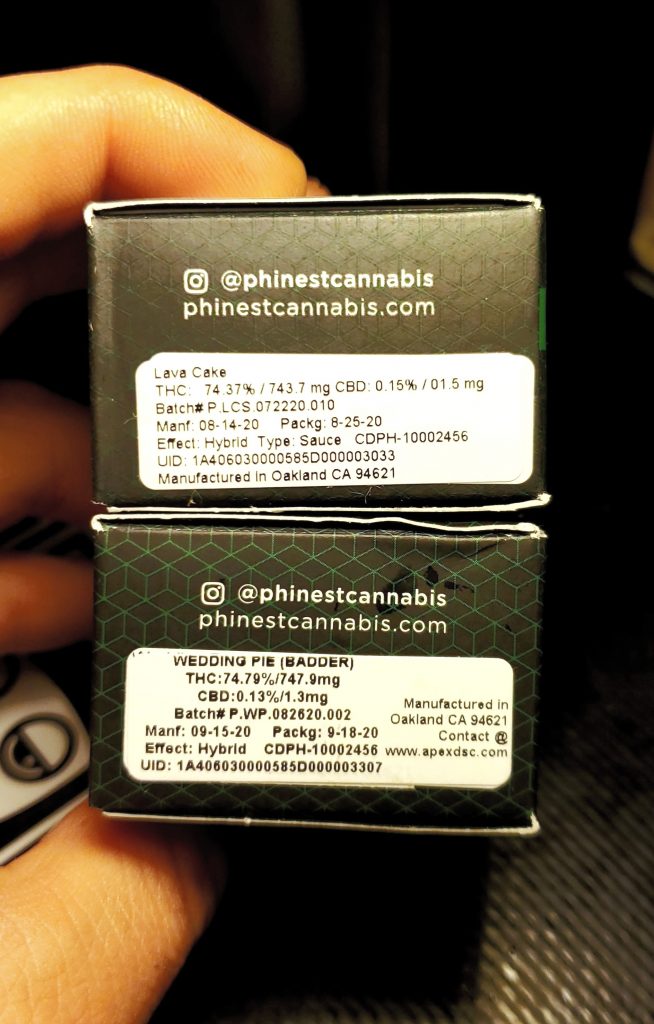 @phinestcannabis
phinestcannabis.com
Lava Cake
THC: 74.37% / 743.7 mg CBD: 0.15% / 01.5 mg
Batch# P.LCS.072220.010
Manf: 08-14-20 Packg: 8-25-20
Effect: Hybrid Type: Sauce CDPH-10002456
UID: 1A406030000585D000003033
Manufactured in Oakland CA 94621
@phinestcannabis
phinestcannabis.com
WEDDING PIE (BADDER)
THC:74.79%/747.9mg
CBD:0.13%/1.3mg
Batch# P.WP.082620.002
Manf: 09-15-20 Packg: 9-18-20
Effect: Hybrid CDPH-10002456
UID: 1A406030000585D000003307
Manufactured in
Oakland CA 94621
Contact @
www.apexdsc.com